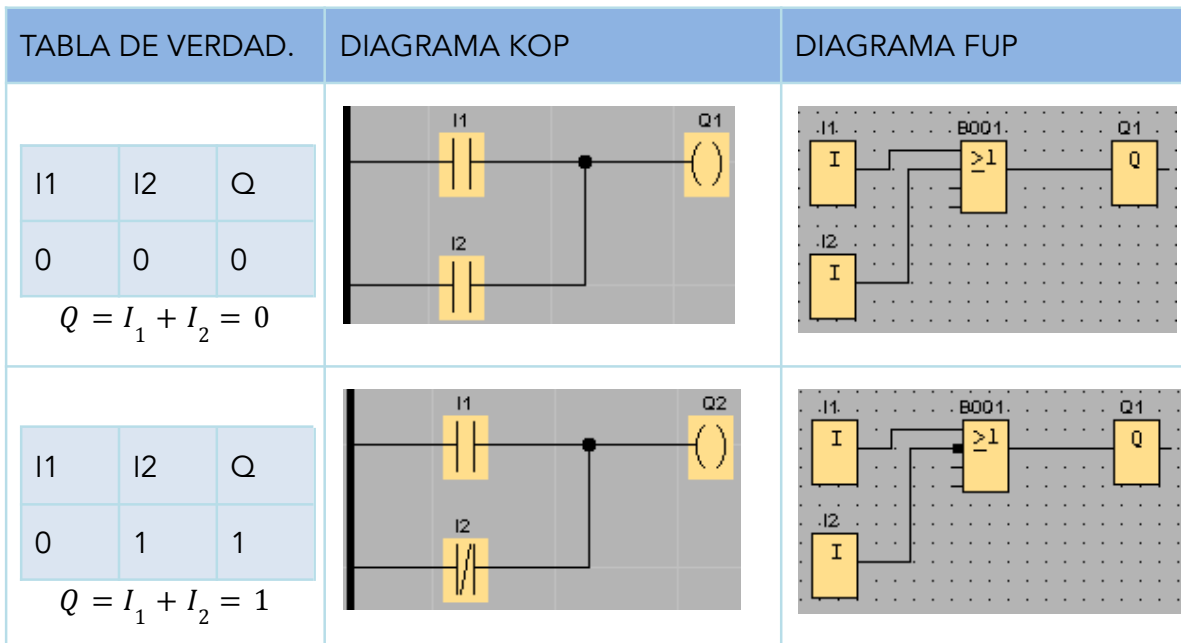 TABLA DE VERDAD. DIAGRAMA KOP DIAGRAMA FUP
I1 I2 Q
0 0 0
Q = I₁ + I₂ = 0
I1 Q1
I2
I1 B001 Q1
I ≥1 Q
I2
I
I1 I2 Q
0 1 1
Q = I₁ + I₂ = 1
I1 Q2
I2
I1 B001 Q1
I ≥1 Q
I2
I